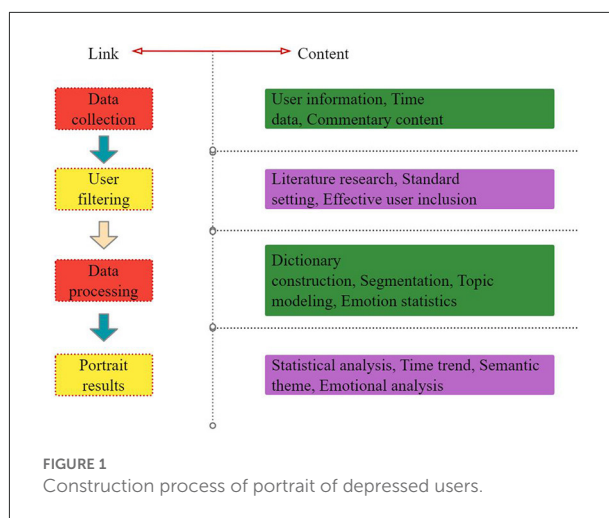 Link Content
Data
collection
User information, Time
data, Commentary content
User
filtering
Literature research, Standard
setting, Effective user inclusion
Data
processing
Dictionary
construction, Segmentation, Topic
modeling, Emotion statistics
Portrait
results
Statistical analysis, Time trend, Semantic
theme, Emotional analysis
FIGURE 1
Construction process of portrait of depressed users.